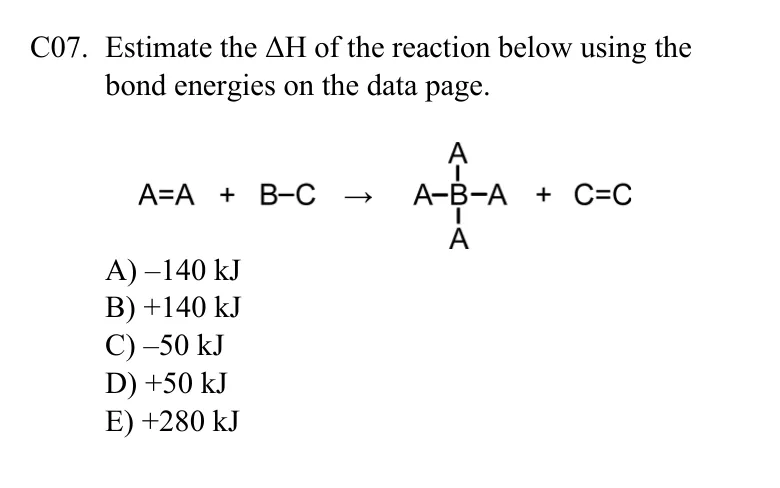 C07. Estimate the ΔH of the reaction below using the
bond energies on the data page.
A
A=A + B–C → A–B–A + C=C
A
A) –140 kJ
B) +140 kJ
C) –50 kJ
D) +50 kJ
E) +280 kJ